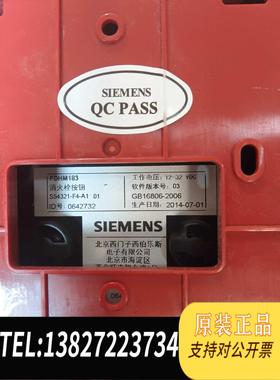 SIEMENS
QC PASS
FDHM183
工作电压: 12-32 VDC
消火栓按钮
软件版本号: 03
S54321-F4-A1 01
GB16806-2006
ID号: 0642732
生产日期: 2014-07-01
SIEMENS
北京西门子西伯乐斯
电子有限公司
北京市海淀区
TEL:13827223734
原装正品
支持对公开票